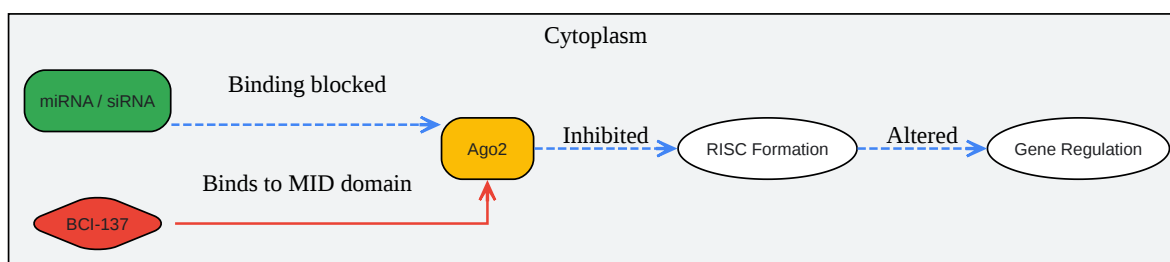 Cytoplasm
miRNA / siRNA
Binding blocked
Ago2
Inhibited
RISC Formation
Altered
Gene Regulation
Binds to MID domain
BCI-137